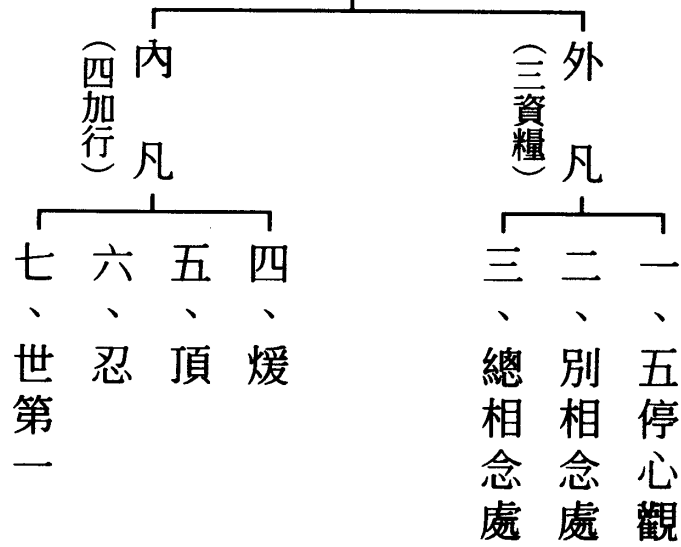 外凡
（三資糧）
一、五停心觀
二、別相念處
三、總相念處
內凡
（四加行）
四、煖
五、頂
六、忍
七、世第一